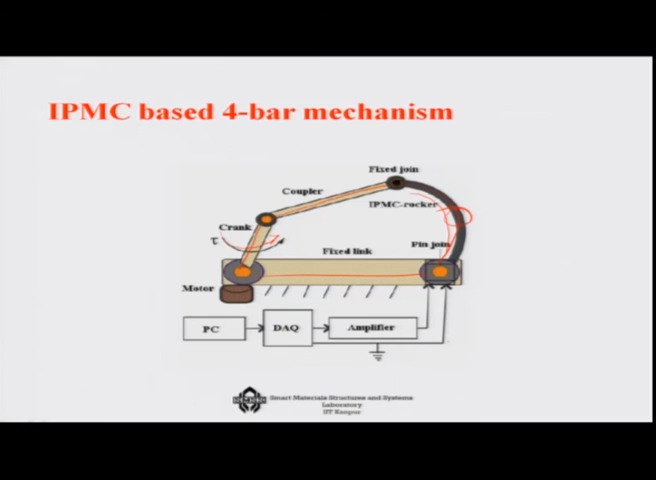 IPMC based 4-bar mechanism
Fixed join
Coupler
IPMC-rocker
Crank
τ
Pin join
Fixed link
Motor
PC
DAQ
Amplifier
Smart Materials Structures and Systems
Laboratory
IIT Kanpur